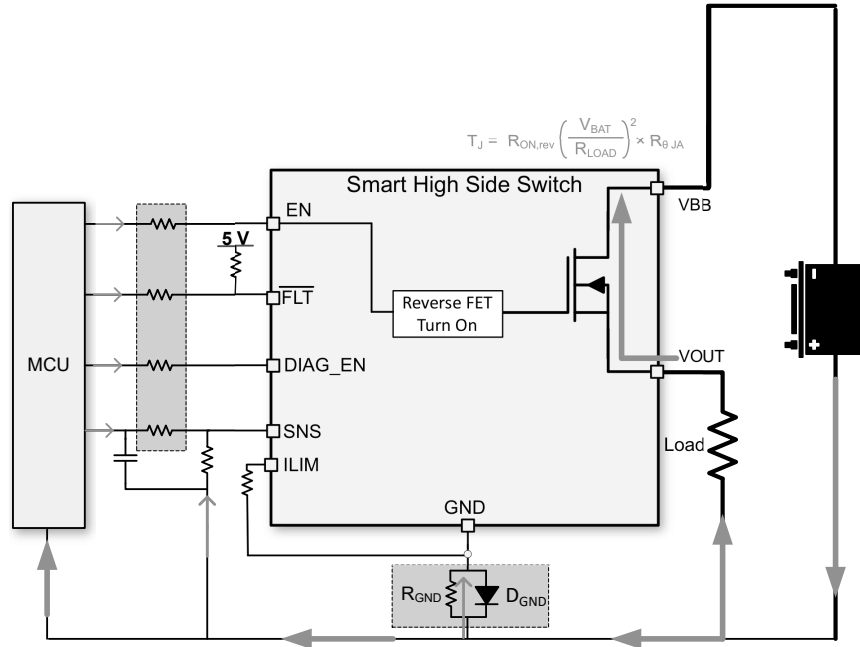 T_J = R_ON,rev (V_BAT / R_LOAD)² × R_θJA
Smart High Side Switch
VBB
EN
5 V
FLT
Reverse FET
Turn On
MCU
DIAG_EN
VOUT
SNS
Load
ILIM
GND
R_GND
D_GND
-
+